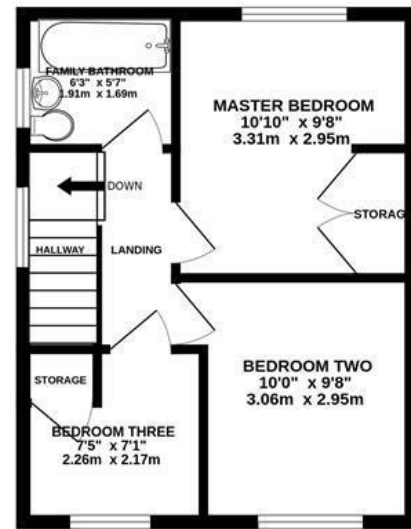 FAMILY BATHROOM
6'3" x 5'7"
1.91m x 1.69m
MASTER BEDROOM
10'10" x 9'8"
3.31m x 2.95m
DOWN
STORAG
HALLWAY
LANDING
STORAGE
BEDROOM TWO
10'0" x 9'8"
3.06m x 2.95m
BEDROOM THREE
7'5" x 7'1"
2.26m x 2.17m